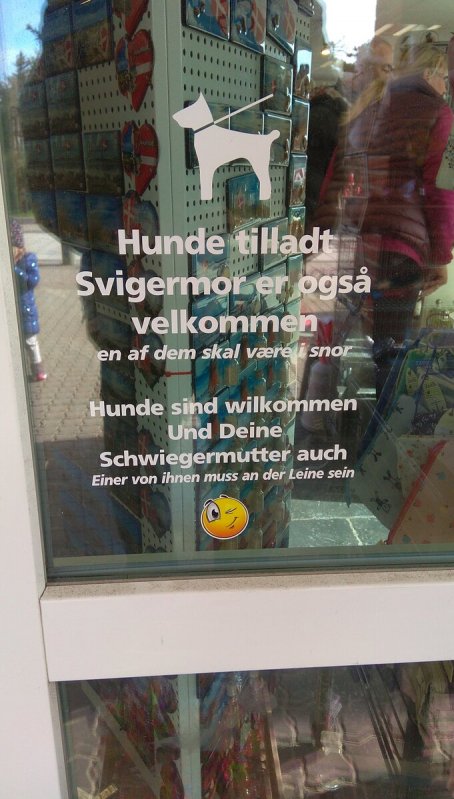 Hunde tilladt
Svigermor er også
velkommen
en af dem skal være i snor
Hunde sind wilkommen
Und Deine
Schwiegermutter auch
Einer von ihnen muss an der Leine sein